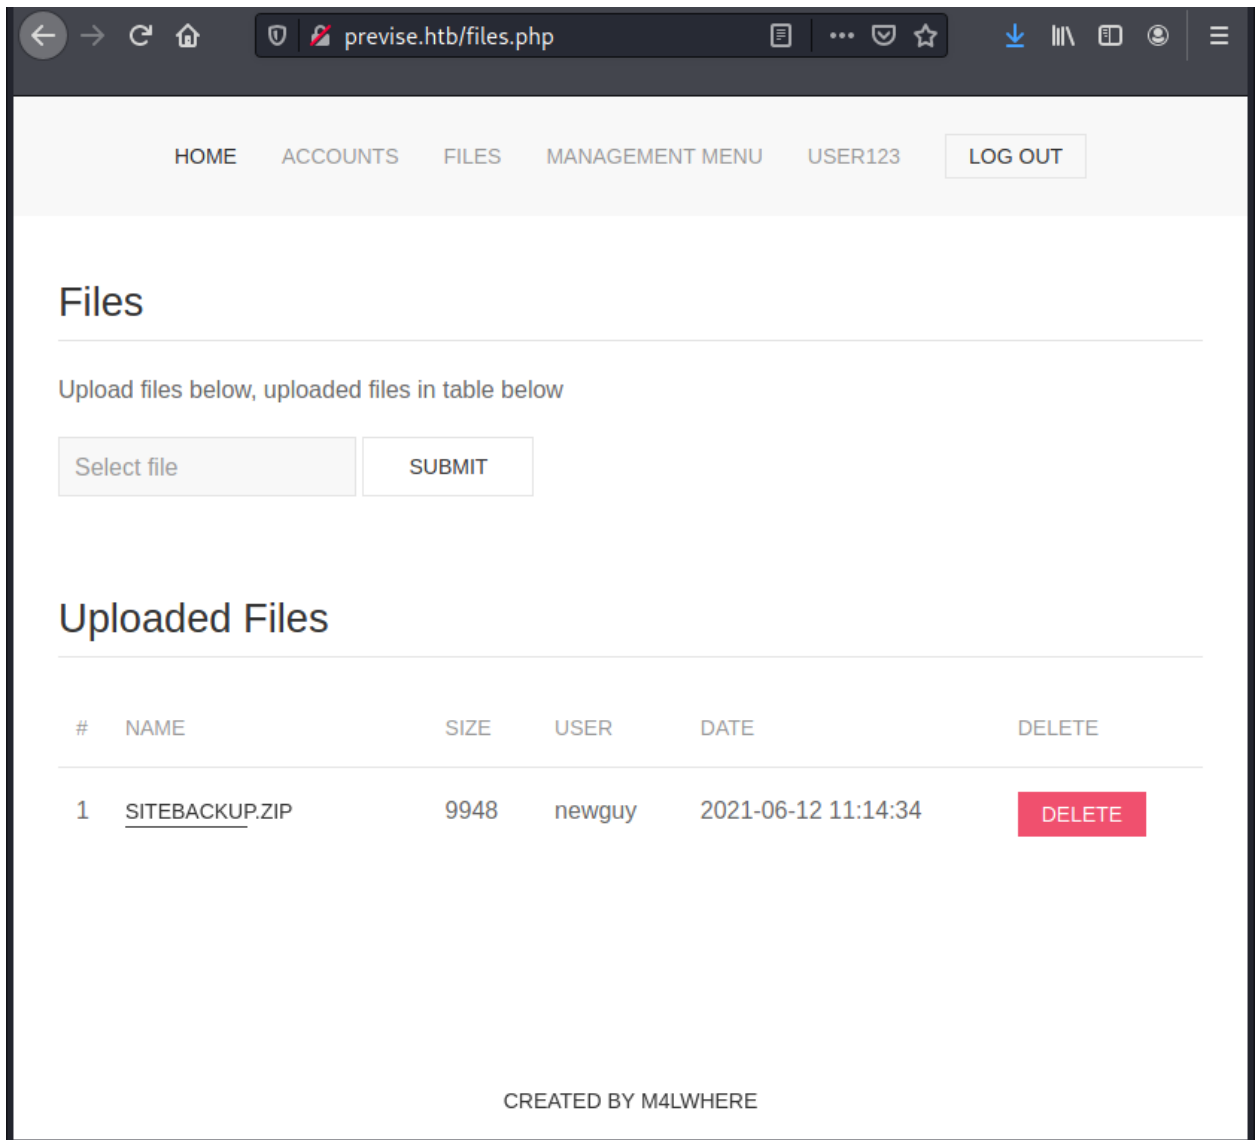 previse.htb/files.php
HOME ACCOUNTS FILES MANAGEMENT MENU USER123 LOG OUT
Files
Upload files below, uploaded files in table below
Select file SUBMIT
Uploaded Files
# NAME SIZE USER DATE DELETE
1 SITEBACKUP.ZIP 9948 newguy 2021-06-12 11:14:34 DELETE
CREATED BY M4LWHERE